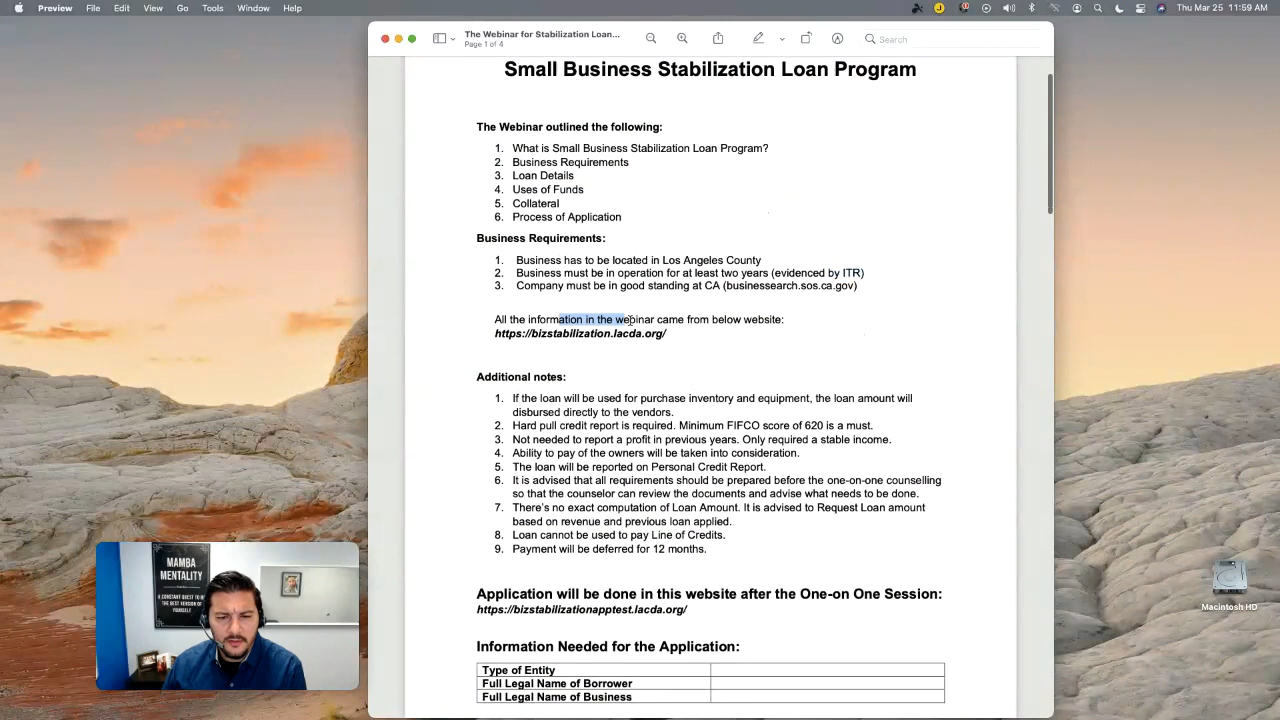 Preview File Edit View Go Tools Window Help
Thu Mar 25 11:59 AM
The Webinar for Stabilization Loan...
Page 1 of 4
Search
Small Business Stabilization Loan Program
The Webinar outlined the following:
1. What is Small Business Stabilization Loan Program?
2. Business Requirements
3. Loan Details
4. Uses of Funds
5. Collateral
6. Process of Application
Business Requirements:
1. Business has to be located in Los Angeles County
2. Business must be in operation for at least two years (evidenced by ITR)
3. Company must be in good standing at CA (businessearch.sos.ca.gov)
All the information in the webinar came from below website:
https://bizstabilization.lacda.org/
Additional notes:
1. If the loan will be used for purchase inventory and equipment, the loan amount will
disbursed directly to the vendors.
2. Hard pull credit report is required. Minimum FIFCO score of 620 is a must.
3. Not needed to report a profit in previous years. Only required a stable income.
4. Ability to pay of the owners will be taken into consideration.
5. The loan will be reported on Personal Credit Report.
6. It is advised that all requirements should be prepared before the one-on-one counselling
so that the counselor can review the documents and advise what needs to be done.
7. There's no exact computation of Loan Amount. It is advised to Request Loan amount
based on revenue and previous loan applied.
8. Loan cannot be used to pay Line of Credits.
9. Payment will be deferred for 12 months.
Application will be done in this website after the One-on One Session:
https://bizstabilizationapptest.lacda.org/
Information Needed for the Application:
Type of Entity
Full Legal Name of Borrower
Full Legal Name of Business
MAMBA
MENTALITY
A CONSTANT QUEST TO BE
THE BEST VERSION OF
YOURSELF
Macintosh HD